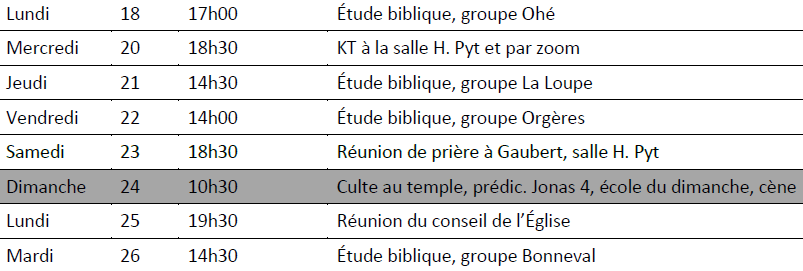 Lundi 18 17h00 Étude biblique, groupe Ohé
Mercredi 20 18h30 KT à la salle H. Pyt et par zoom
Jeudi 21 14h30 Étude biblique, groupe La Loupe
Vendredi 22 14h00 Étude biblique, groupe Orgères
Samedi 23 18h30 Réunion de prière à Gaubert, salle H. Pyt
Dimanche 24 10h30 Culte au temple, prédic. Jonas 4, école du dimanche, cène
Lundi 25 19h30 Réunion du conseil de l’Église
Mardi 26 14h30 Étude biblique, groupe Bonneval